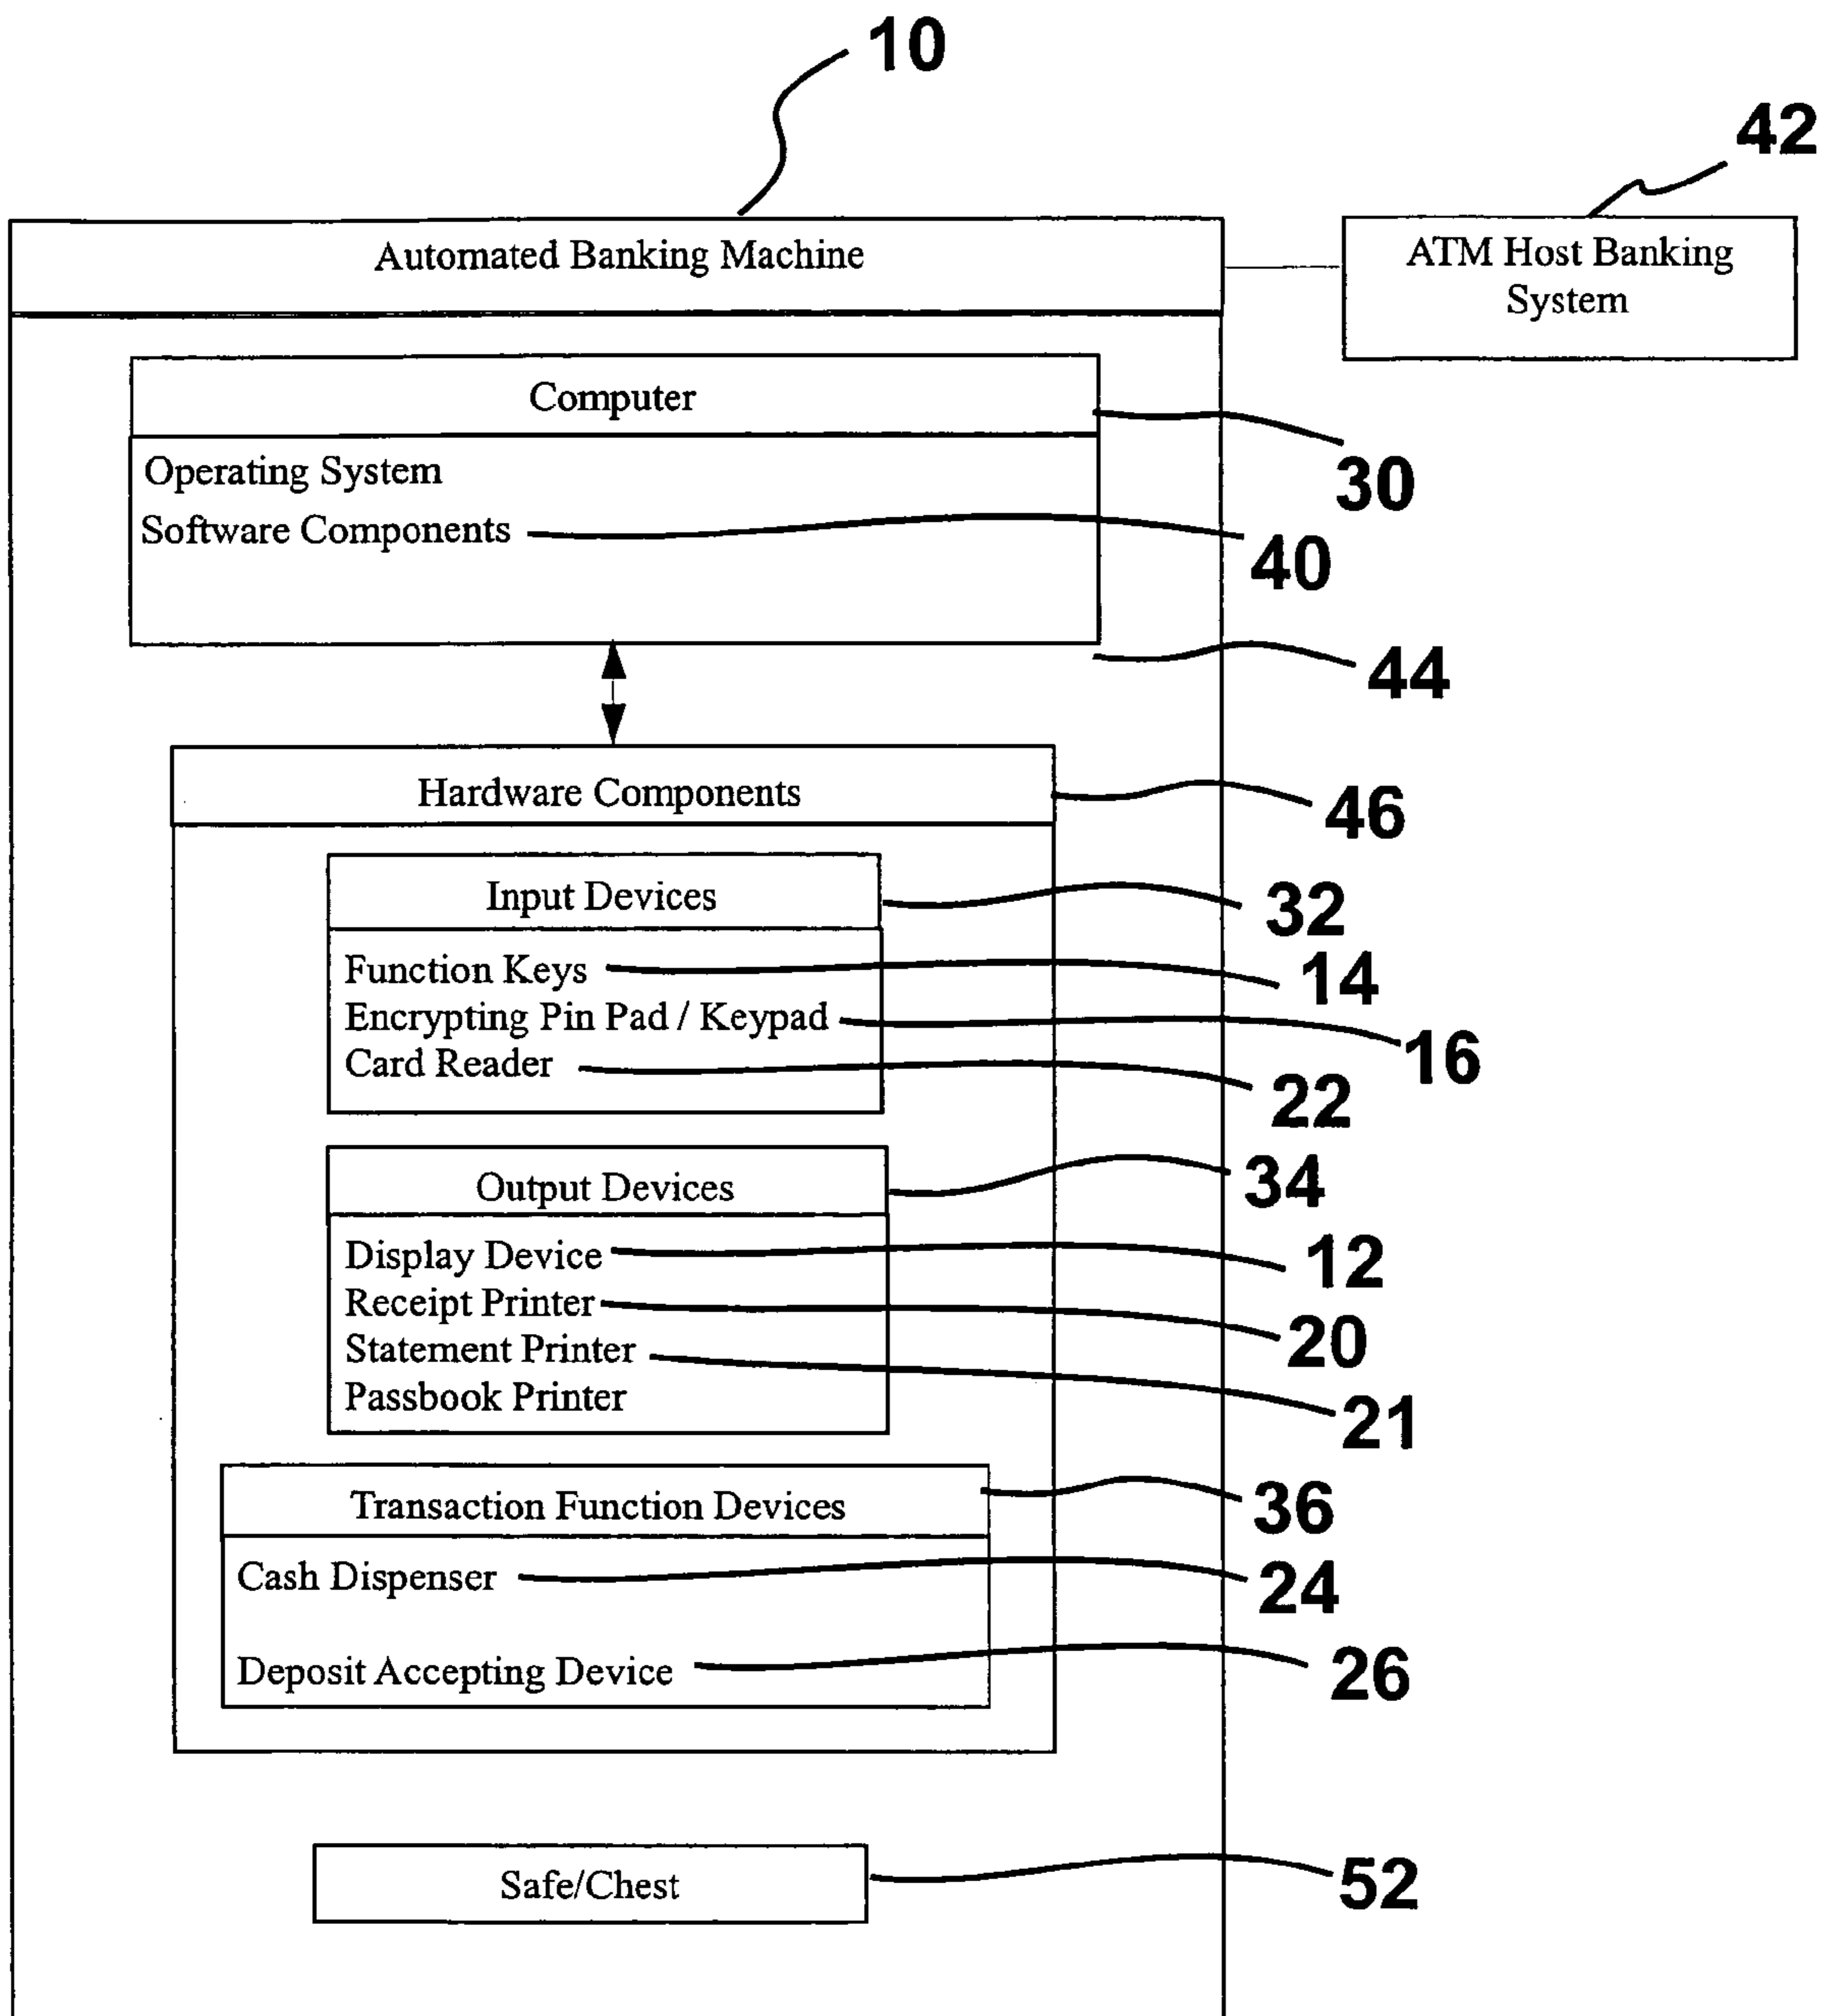 10
42
Automated Banking Machine
ATM Host Banking
System
Computer
30
Operating System
Software Components
40
44
Hardware Components
46
Input Devices
32
Function Keys
14
Encrypting Pin Pad / Keypad
16
Card Reader
22
Output Devices
34
Display Device
12
Receipt Printer
20
Statement Printer
21
Passbook Printer
Transaction Function Devices
36
Cash Dispenser
24
Deposit Accepting Device
26
Safe/Chest
52